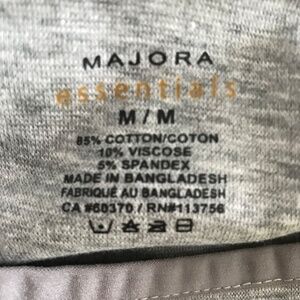 MAJORA
essentials
M / M
85% COTTON/COTON
10% VISCOSE
5% SPANDEX
MADE IN BANGLADESH
FABRIQUÉ AU BANGLADESH
CA #60370 / RN#113756